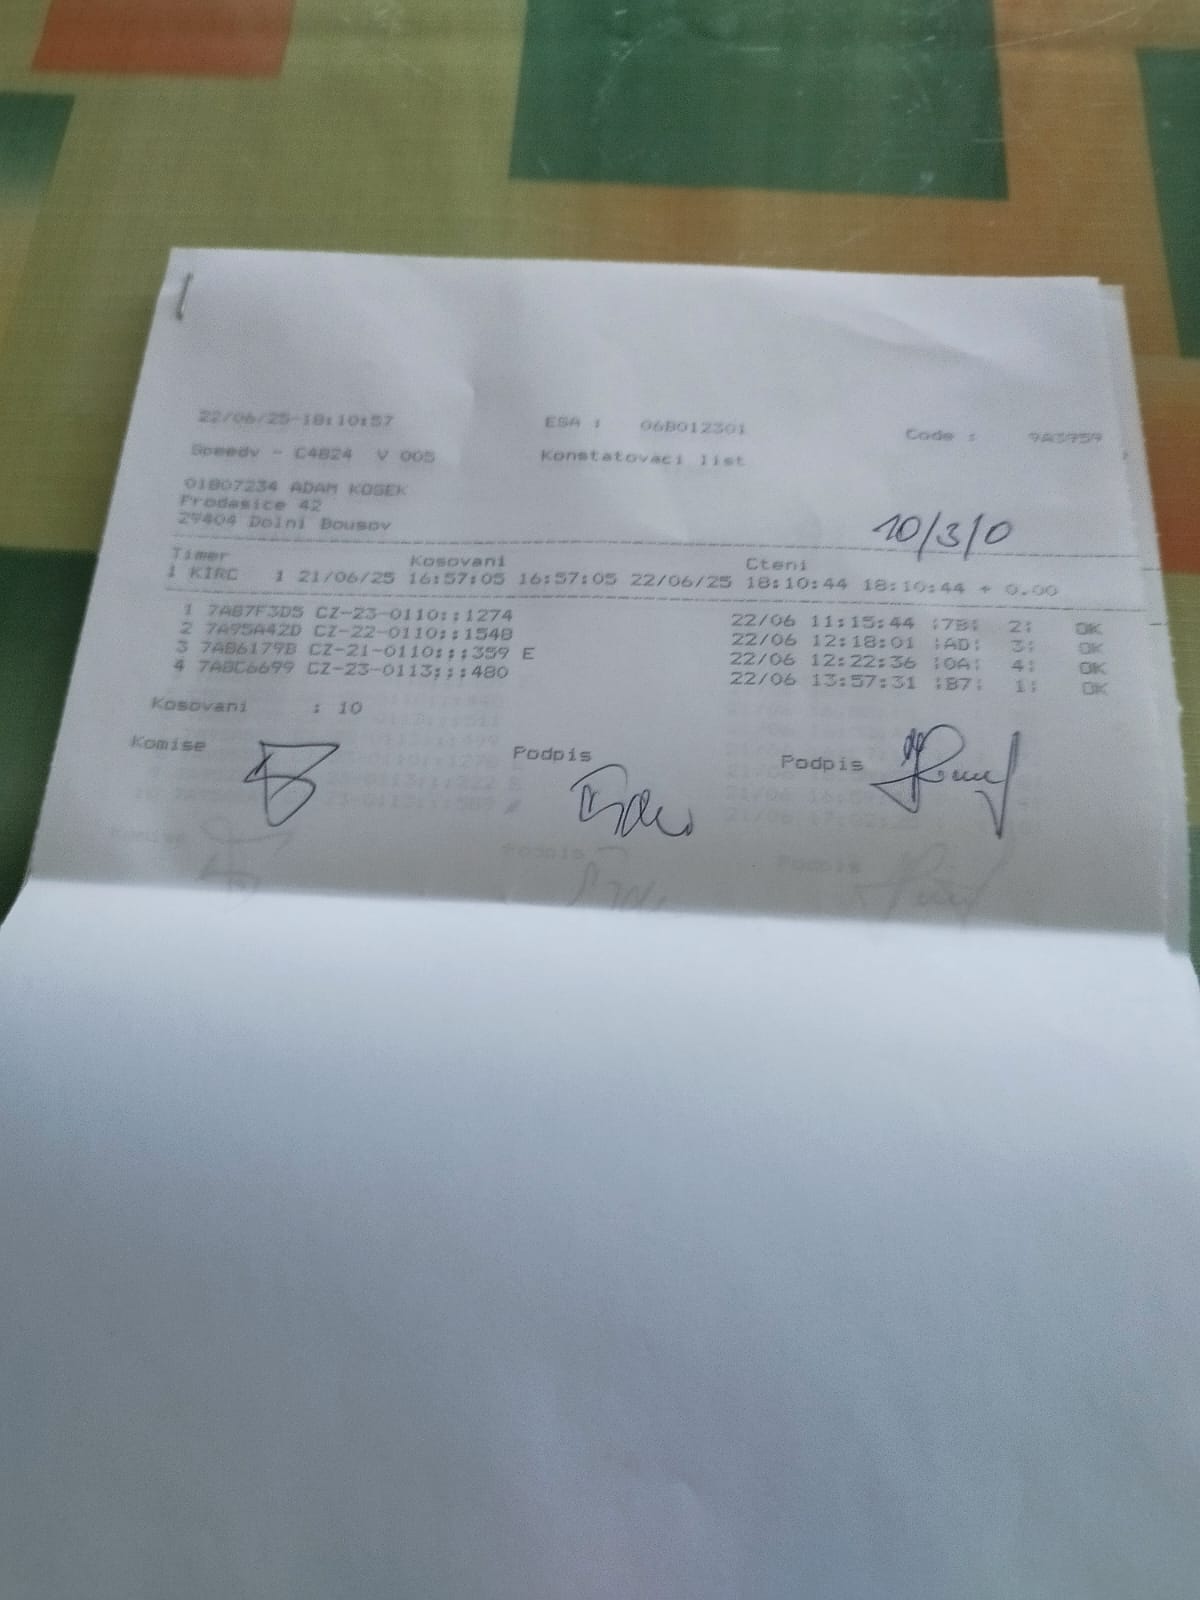 22/06/25-18:10:57 ESA : 06B012301 Code : 9A3959
Speedy - C4B24 V 005 Konstatovaci list
01807234 ADAM KOSEK
Prodasice 42
29404 Dolni Bousov
10/3/0
Timer Kosovani Cteni
1 KIRC 1 21/06/25 16:57:05 16:57:05 22/06/25 18:10:44 18:10:44 + 0.00
1 7AB7F3D5 CZ-23-0110;;1274 22/06 11:15:44 ;7B; 2; OK
2 7A95A42D CZ-22-0110;;1548 22/06 12:18:01 ;AD; 3; OK
3 7AB6179B CZ-21-0110;;;359 E 22/06 12:22:36 ;0A; 4; OK
4 7ABC6699 CZ-23-0113;;;480 22/06 13:57:31 ;B7; 1; OK
Kosovani : 10
Komise Podpis Podpis